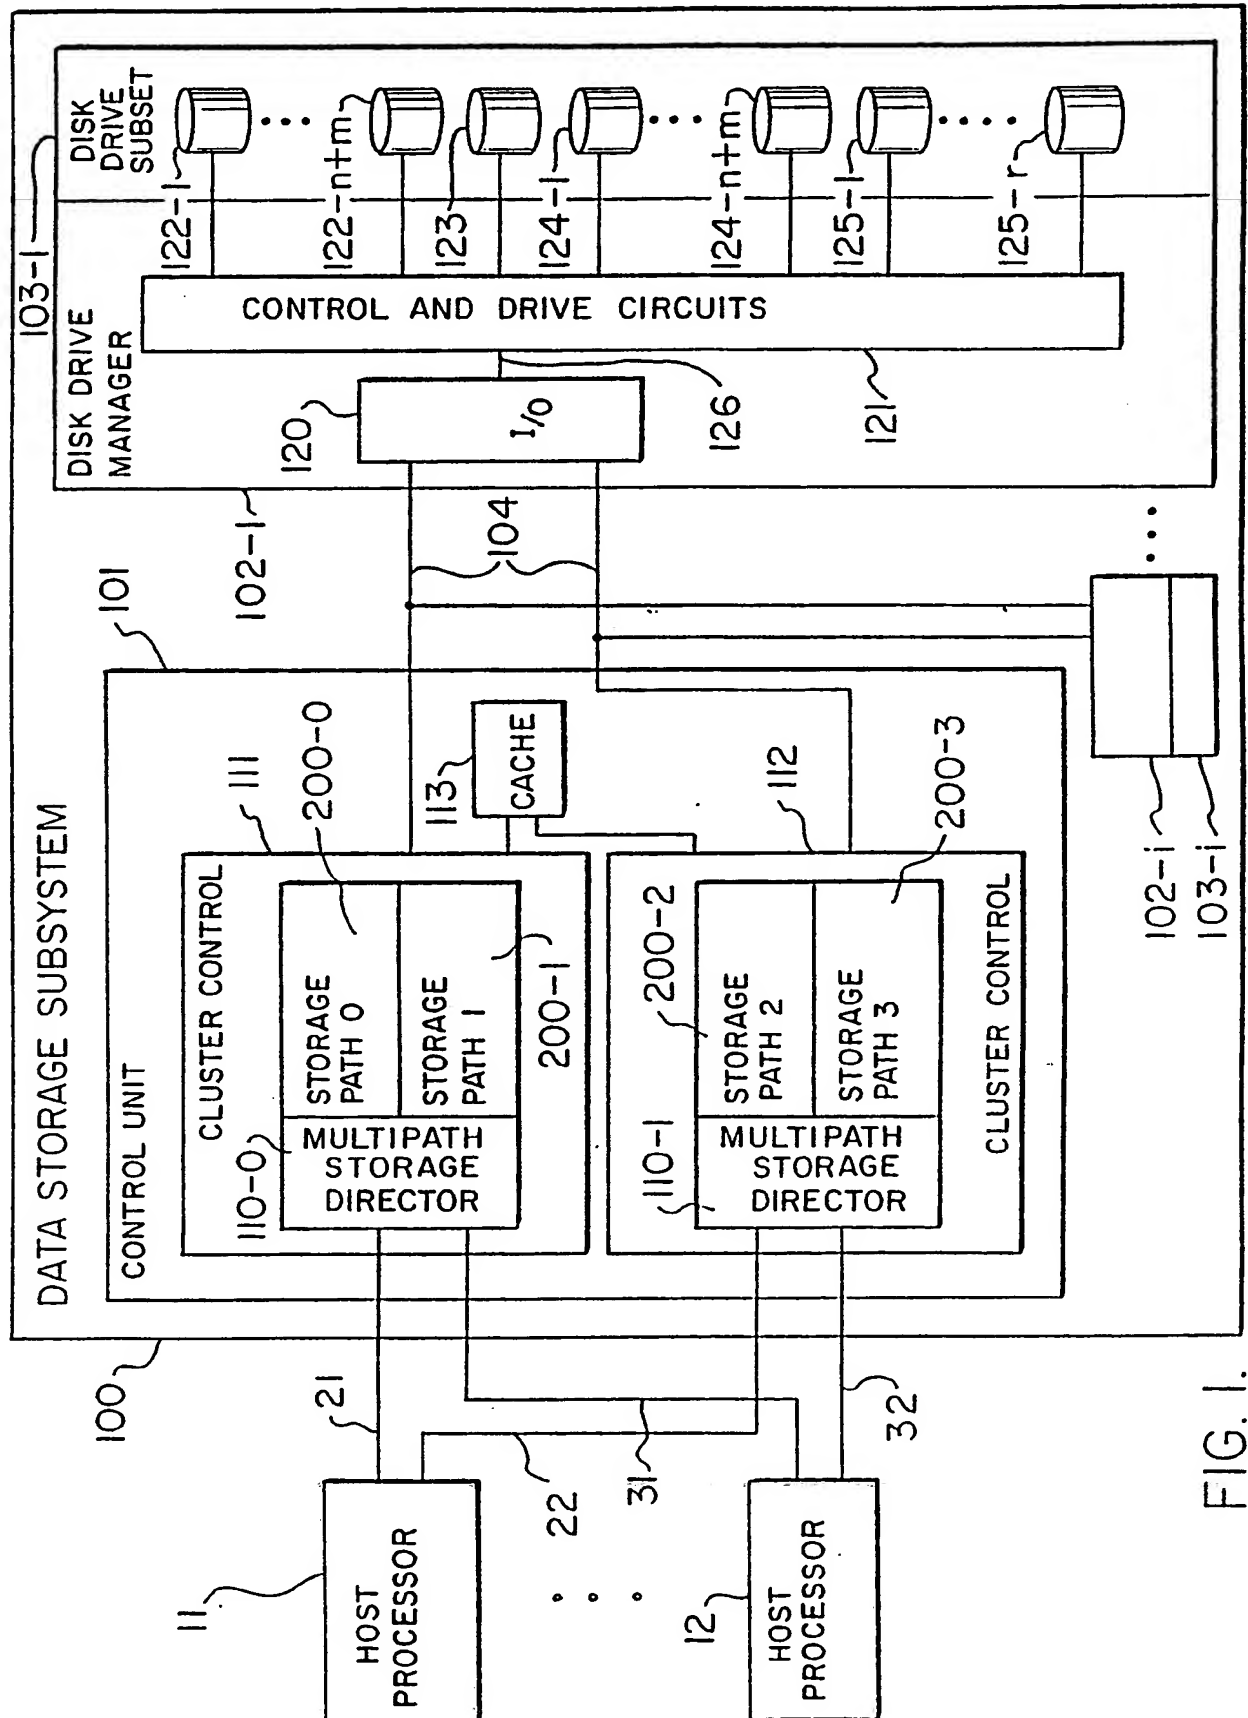 DATA STORAGE SUBSYSTEM
100
CONTROL UNIT
101
CLUSTER CONTROL
111
110-0
MULTIPATH
STORAGE
DIRECTOR
STORAGE
PATH 0
200-0
STORAGE
PATH 1
200-1
113
CACHE
110-1
MULTIPATH
STORAGE
DIRECTOR
STORAGE
PATH 2
200-2
STORAGE
PATH 3
200-3
112
CLUSTER CONTROL
11
HOST
PROCESSOR
12
HOST
PROCESSOR
21
22
31
32
104
102-1
103-1
DISK DRIVE
MANAGER
DISK
DRIVE
SUBSET
120
I/O
126
CONTROL AND DRIVE CIRCUITS
121
122-1
122-n+m
123
124-1
124-n+m
125-1
125-r
102-i
103-i
FIG. 1.